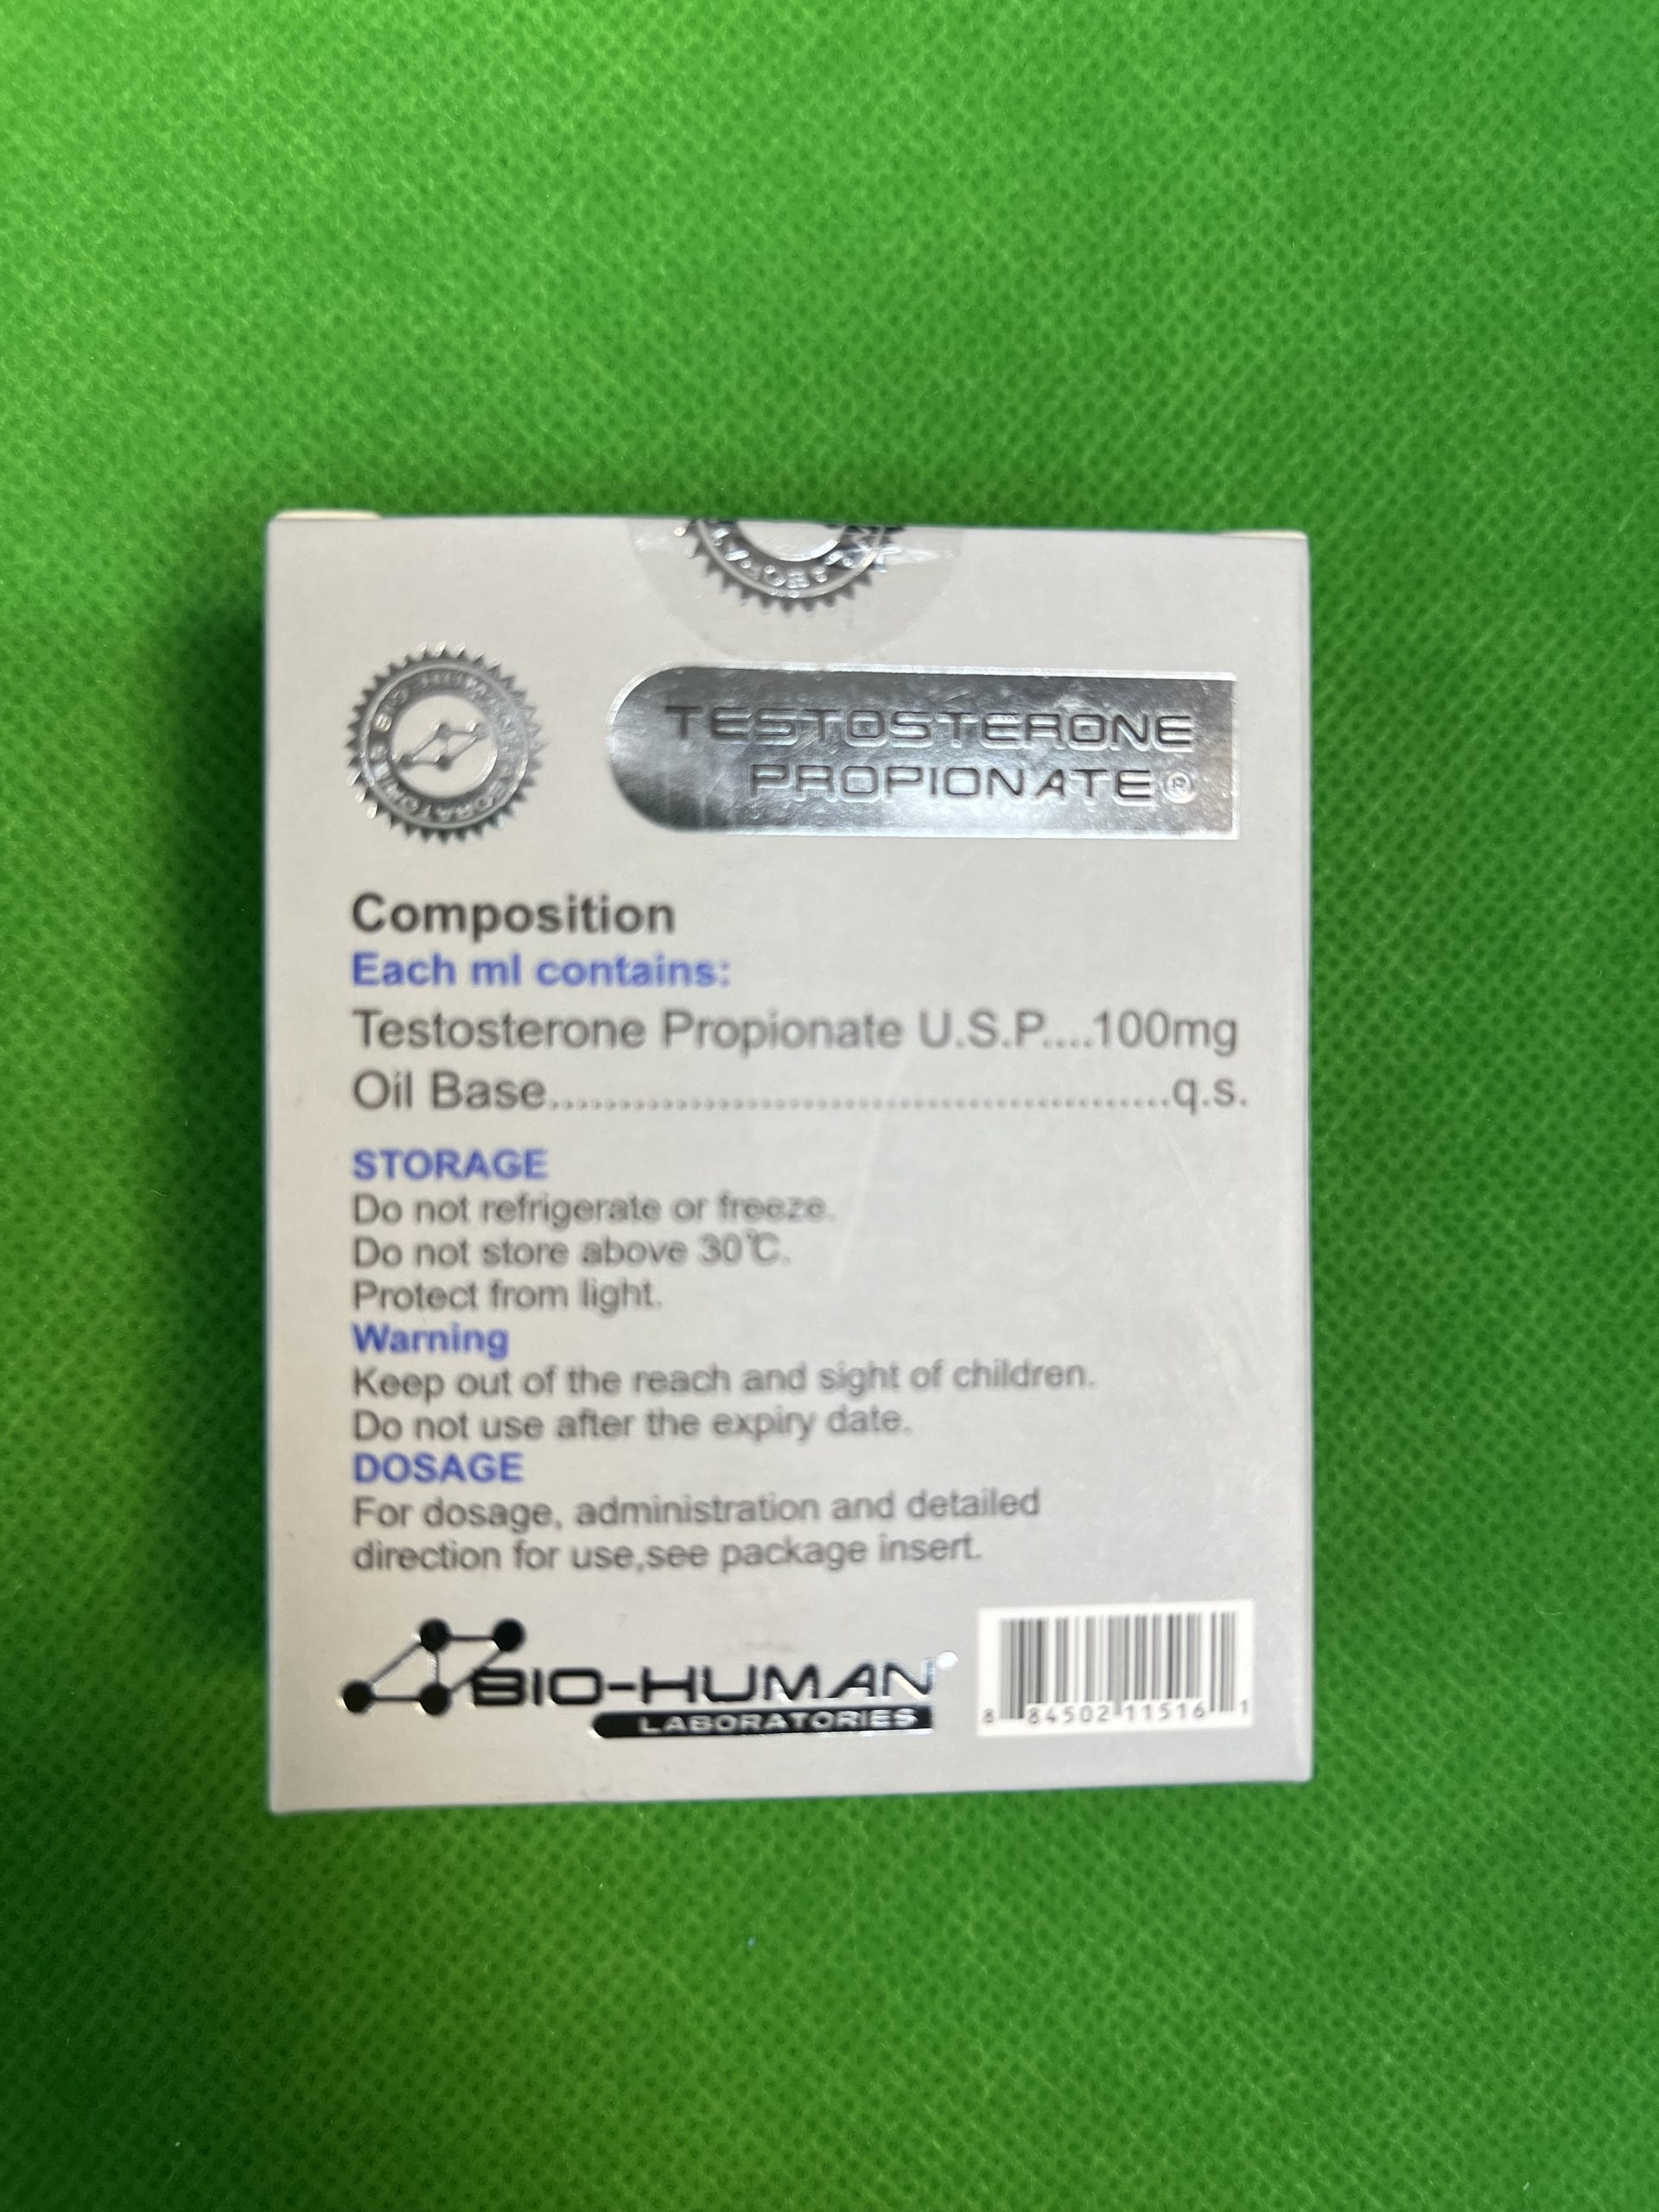 TESTOSTERONE
PROPIONATE®
Composition
Each ml contains:
Testosterone Propionate U.S.P....100mg
Oil Base............................................q.s.
STORAGE
Do not refrigerate or freeze.
Do not store above 30℃.
Protect from light.
Warning
Keep out of the reach and sight of children.
Do not use after the expiry date.
DOSAGE
For dosage, administration and detailed
direction for use,see package insert.
BIO-HUMAN
LABORATORIES
8 84502 11516 1